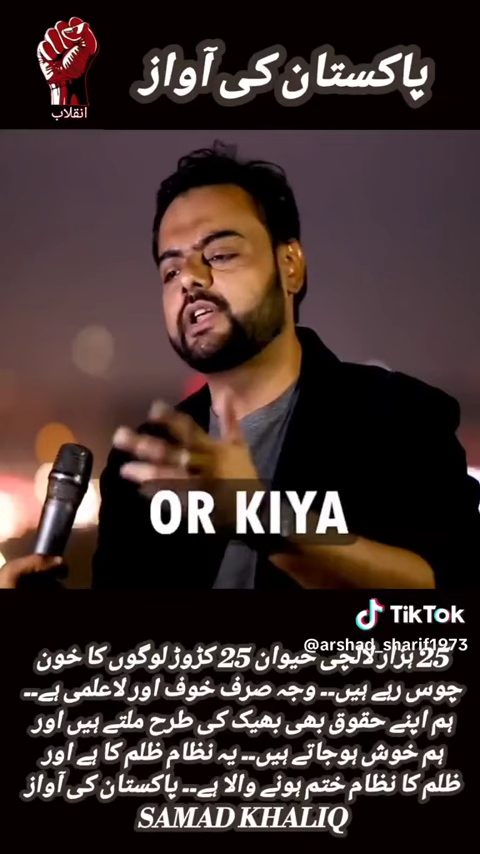 انقلاب
پاکستان کی آواز
OR KIYA
TikTok
@arshad_sharif1973
25 ہزار لالچی حیوان 25 کڑوڑ لوگوں کا خون
چوس رہے ہیں۔۔ وجہ صرف خوف اور لاعلمی ہے۔۔
ہم اپنے حقوق بھی بھیک کی طرح ملتے ہیں اور
ہم خوش ہوجاتے ہیں۔۔ یہ نظام ظلم کا ہے اور
ظلم کا نظام ختم ہونے والا ہے۔۔ پاکستان کی آواز
SAMAD KHALIQ